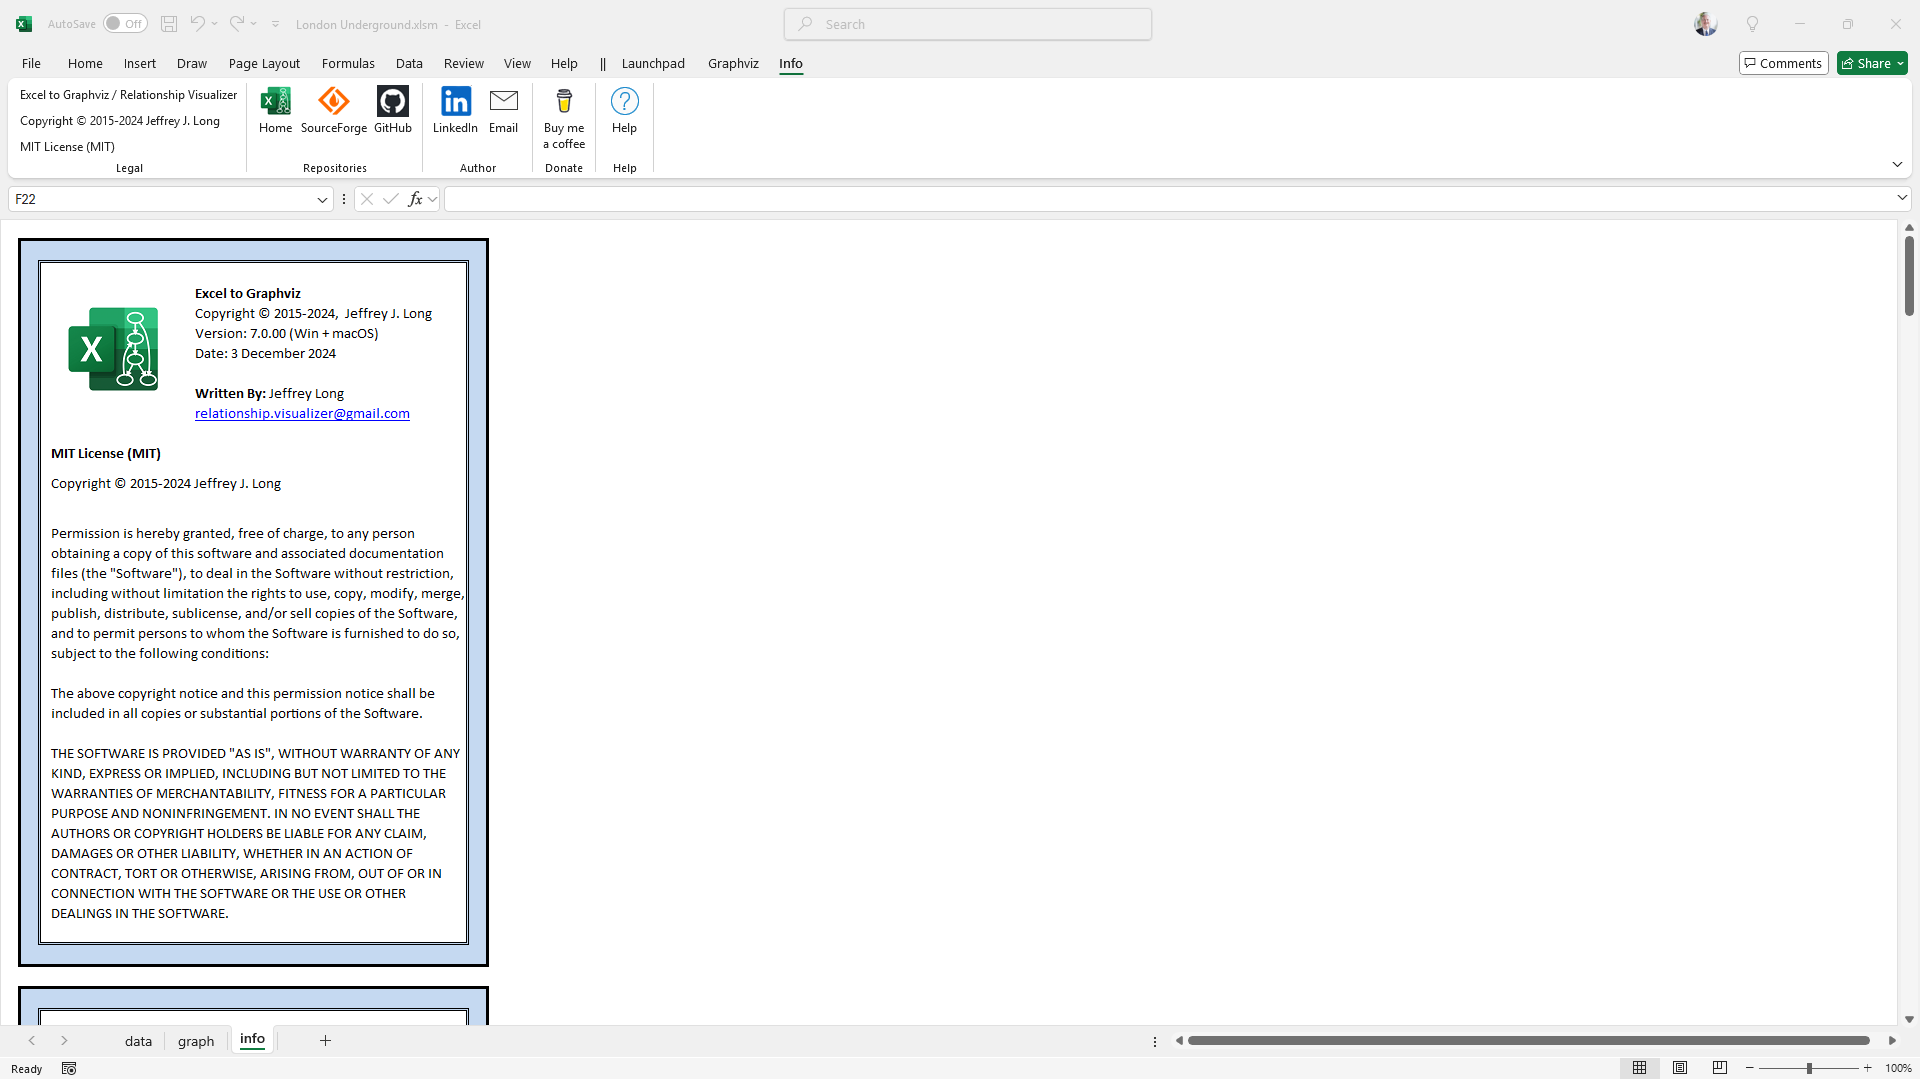 AutoSave Off London Underground.xlsm - Excel Search
File Home Insert Draw Page Layout Formulas Data Review View Help || Launchpad Graphviz Info Comments Share
Excel to Graphviz / Relationship Visualizer
Copyright © 2015-2024 Jeffrey J. Long
MIT License (MIT)
Legal
Home SourceForge GitHub
Repositories
LinkedIn Email
Author
Buy me
a coffee
Donate
Help
Help
F22 fx
Excel to Graphviz
Copyright © 2015-2024, Jeffrey J. Long
Version: 7.0.00 (Win + macOS)
Date: 3 December 2024
Written By: Jeffrey Long
relationship.visualizer@gmail.com
X
MIT License (MIT)
Copyright © 2015-2024 Jeffrey J. Long
Permission is hereby granted, free of charge, to any person
obtaining a copy of this software and associated documentation
files (the "Software"), to deal in the Software without restriction,
including without limitation the rights to use, copy, modify, merge,
publish, distribute, sublicense, and/or sell copies of the Software,
and to permit persons to whom the Software is furnished to do so,
subject to the following conditions:
The above copyright notice and this permission notice shall be
included in all copies or substantial portions of the Software.
THE SOFTWARE IS PROVIDED "AS IS", WITHOUT WARRANTY OF ANY
KIND, EXPRESS OR IMPLIED, INCLUDING BUT NOT LIMITED TO THE
WARRANTIES OF MERCHANTABILITY, FITNESS FOR A PARTICULAR
PURPOSE AND NONINFRINGEMENT. IN NO EVENT SHALL THE
AUTHORS OR COPYRIGHT HOLDERS BE LIABLE FOR ANY CLAIM,
DAMAGES OR OTHER LIABILITY, WHETHER IN AN ACTION OF
CONTRACT, TORT OR OTHERWISE, ARISING FROM, OUT OF OR IN
CONNECTION WITH THE SOFTWARE OR THE USE OR OTHER
DEALINGS IN THE SOFTWARE.
data graph info
Ready 100%